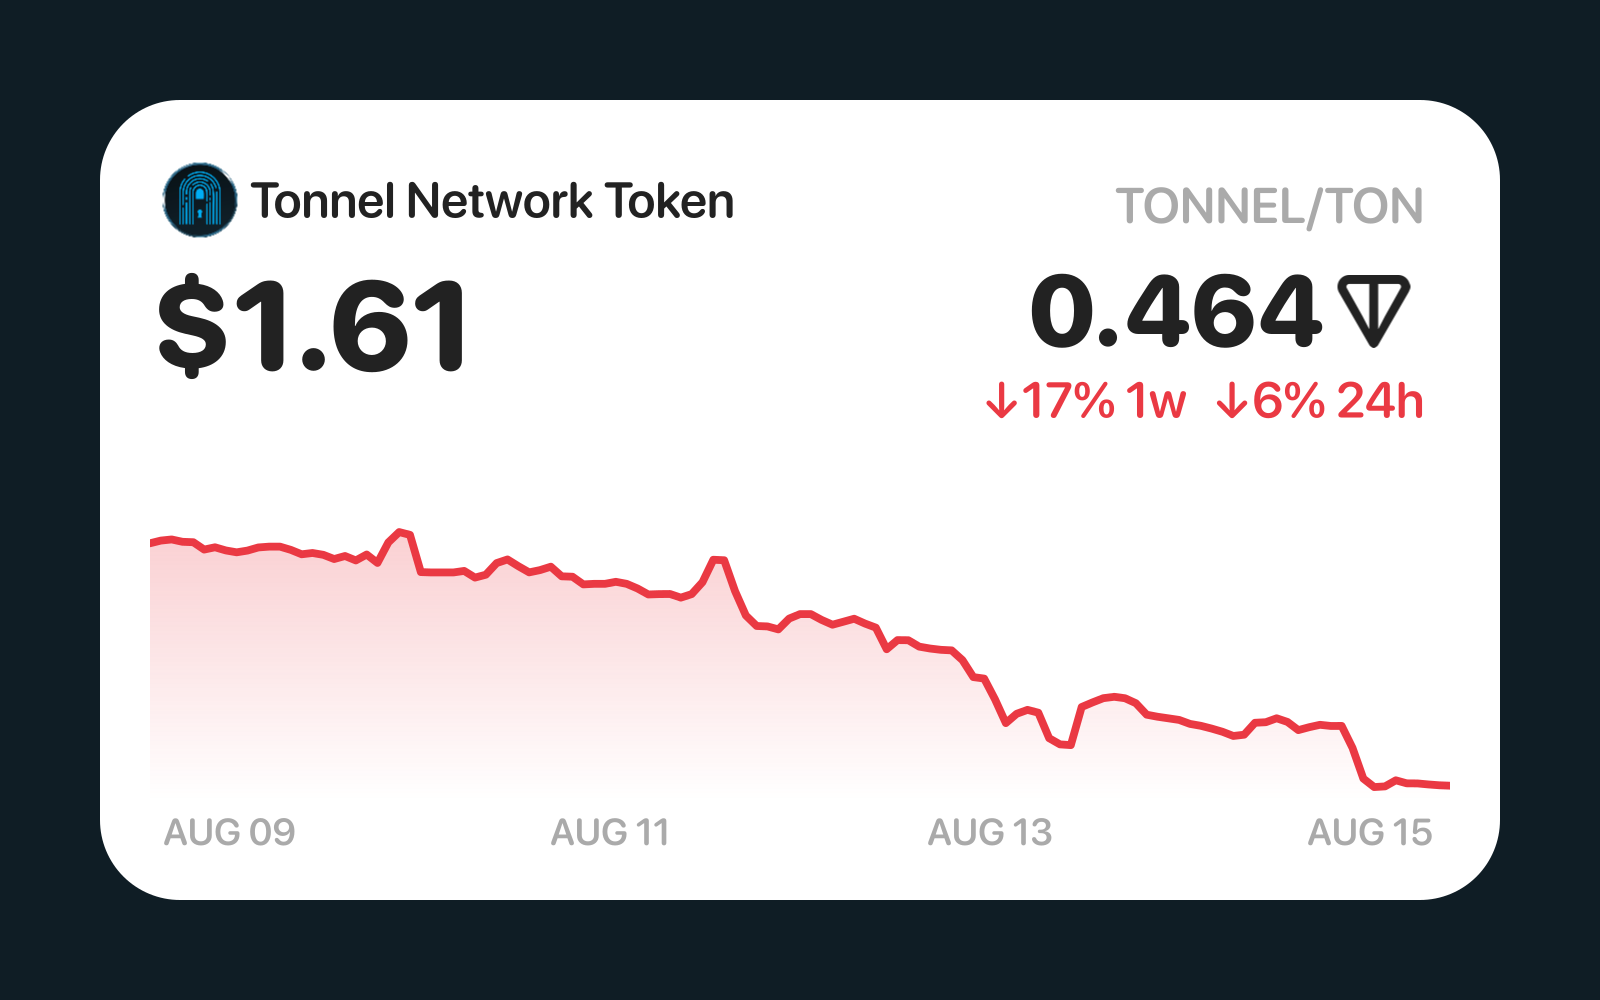 Tonnel Network Token
TONNEL/TON
$1.61
0.464
↓17% 1w ↓6% 24h
AUG 09 AUG 11 AUG 13 AUG 15